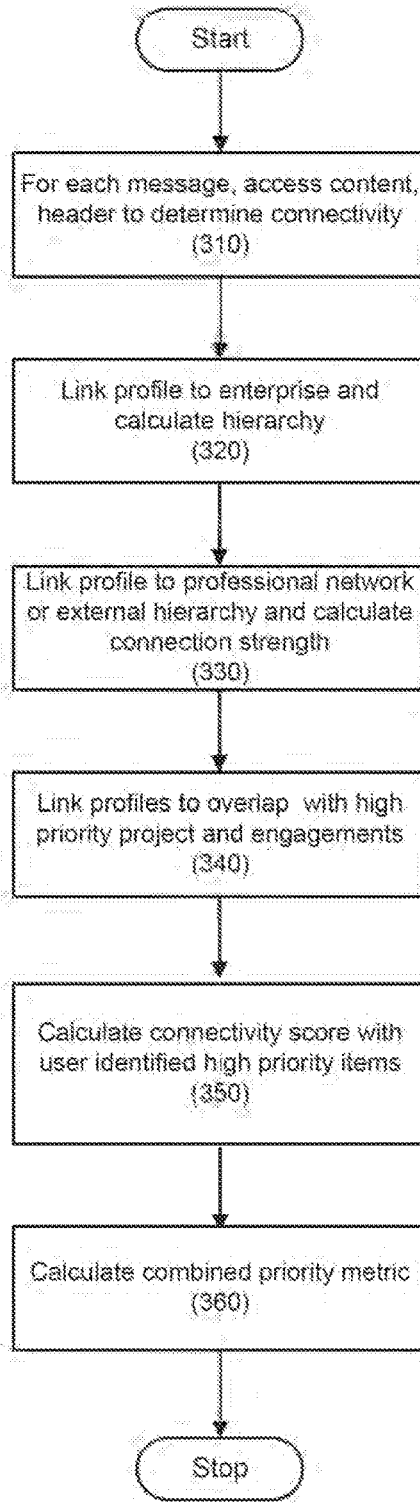 Start
For each message, access content,
header to determine connectivity
(310)
Link profile to enterprise and
calculate hierarchy
(320)
Link profile to professional network
or external hierarchy and calculate
connection strength
(330)
Link profiles to overlap with high
priority project and engagements
(340)
Calculate connectivity score with
user identified high priority items
(350)
Calculate combined priority metric
(360)
Stop